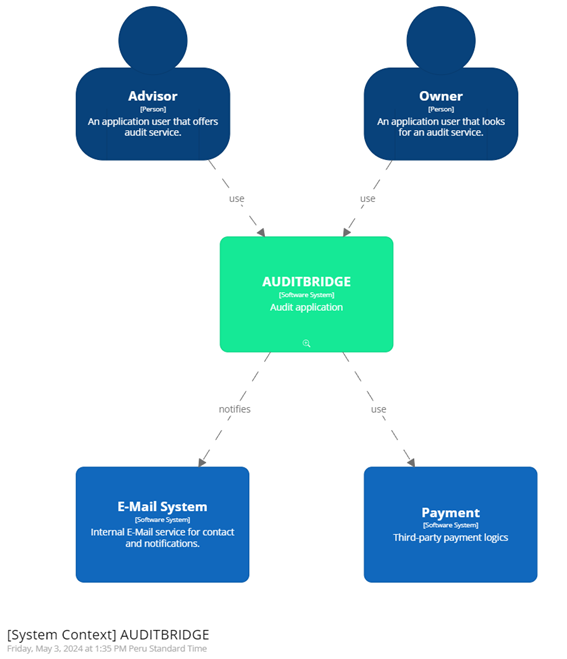 Advisor
[Person]
An application user that offers
audit service.
Owner
[Person]
An application user that looks
for an audit service.
use
use
AUDITBRIDGE
[Software System]
Audit application
notifies
use
E-Mail System
[Software System]
Internal E-Mail service for contact
and notifications.
Payment
[Software System]
Third-party payment logics
[System Context] AUDITBRIDGE
Friday, May 3, 2024 at 1:35 PM Peru Standard Time